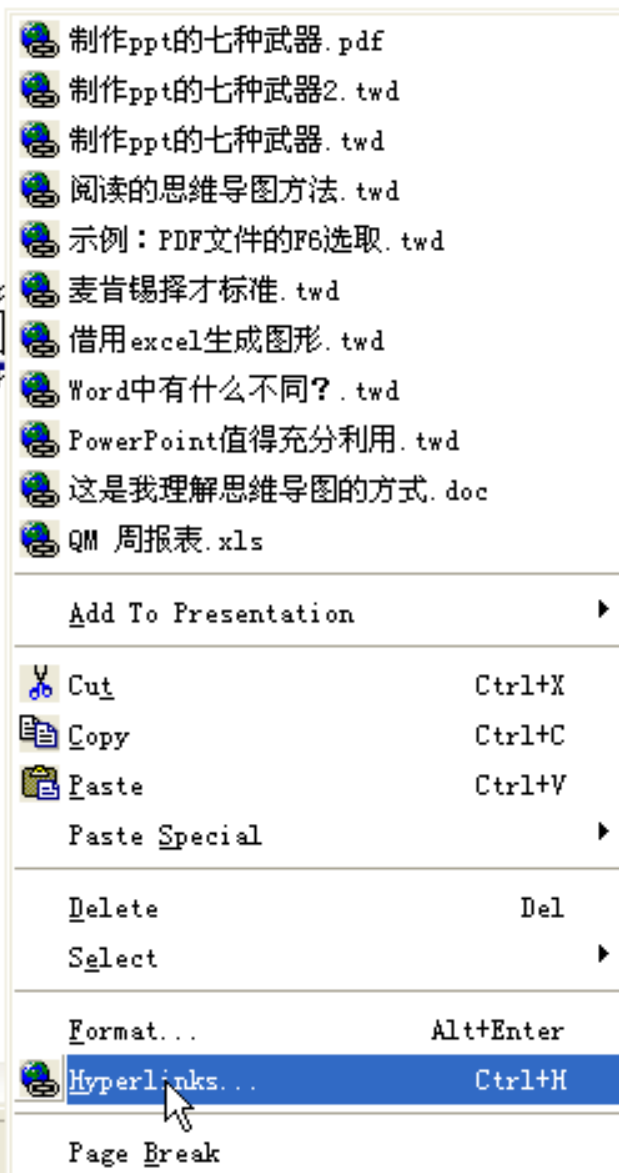 制作ppt的七种武器.pdf
制作ppt的七种武器2.twd
制作ppt的七种武器.twd
阅读的思维导图方法.twd
示例：PDF文件的F6选取.twd
麦肯锡择才标准.twd
借用excel生成图形.twd
Word中有什么不同？.twd
PowerPoint值得充分利用.twd
这是我理解思维导图的方式.doc
QM 周报表.xls
Add To Presentation
Cut Ctrl+X
Copy Ctrl+C
Paste Ctrl+V
Paste Special
Delete Del
Select
Format... Alt+Enter
Hyperlinks... Ctrl+H
Page Break